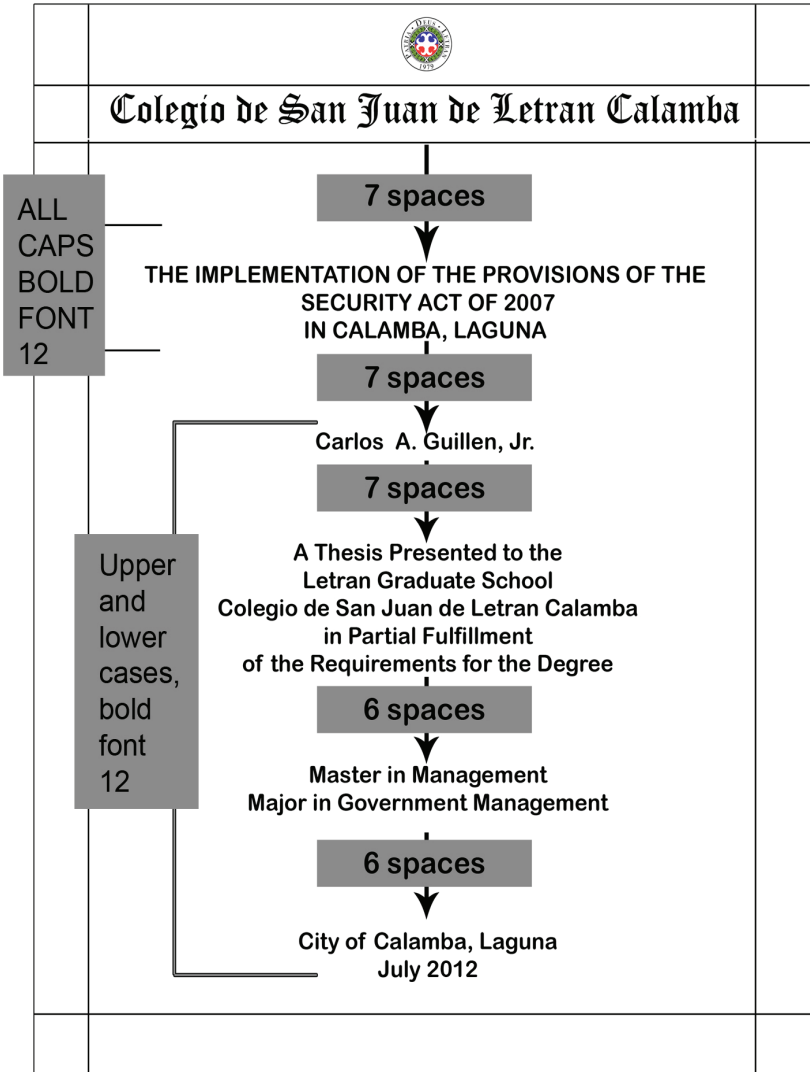 PATRIA · DEUS · LETRAN
1979
Colegio de San Juan de Letran Calamba
7 spaces
ALL
CAPS
BOLD
FONT
12
THE IMPLEMENTATION OF THE PROVISIONS OF THE
SECURITY ACT OF 2007
IN CALAMBA, LAGUNA
7 spaces
Carlos A. Guillen, Jr.
7 spaces
Upper
and
lower
cases,
bold
font
12
A Thesis Presented to the
Letran Graduate School
Colegio de San Juan de Letran Calamba
in Partial Fulfillment
of the Requirements for the Degree
6 spaces
Master in Management
Major in Government Management
6 spaces
City of Calamba, Laguna
July 2012